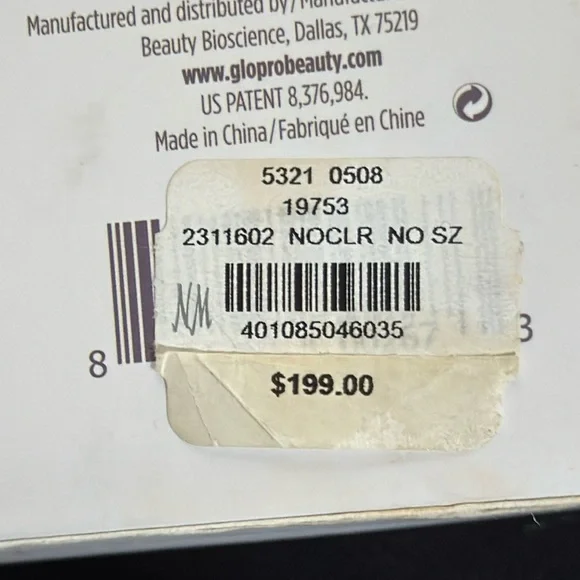 Manufactured and distributed by/
Beauty Bioscience, Dallas, TX 75219
www.gloprobeauty.com
US PATENT 8,376,984.
Made in China/Fabriqué en Chine
5321 0508
19753
2311602 NOCLR NO SZ
NM
401085046035
8 3
$199.00